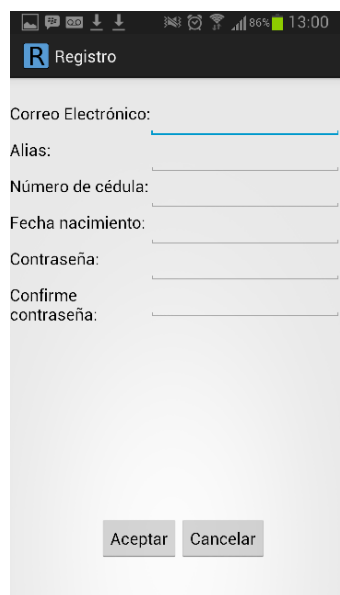 86% 13:00
R Registro
Correo Electrónico:
Alias:
Número de cédula:
Fecha nacimiento:
Contraseña:
Confirme
contraseña:
Aceptar Cancelar